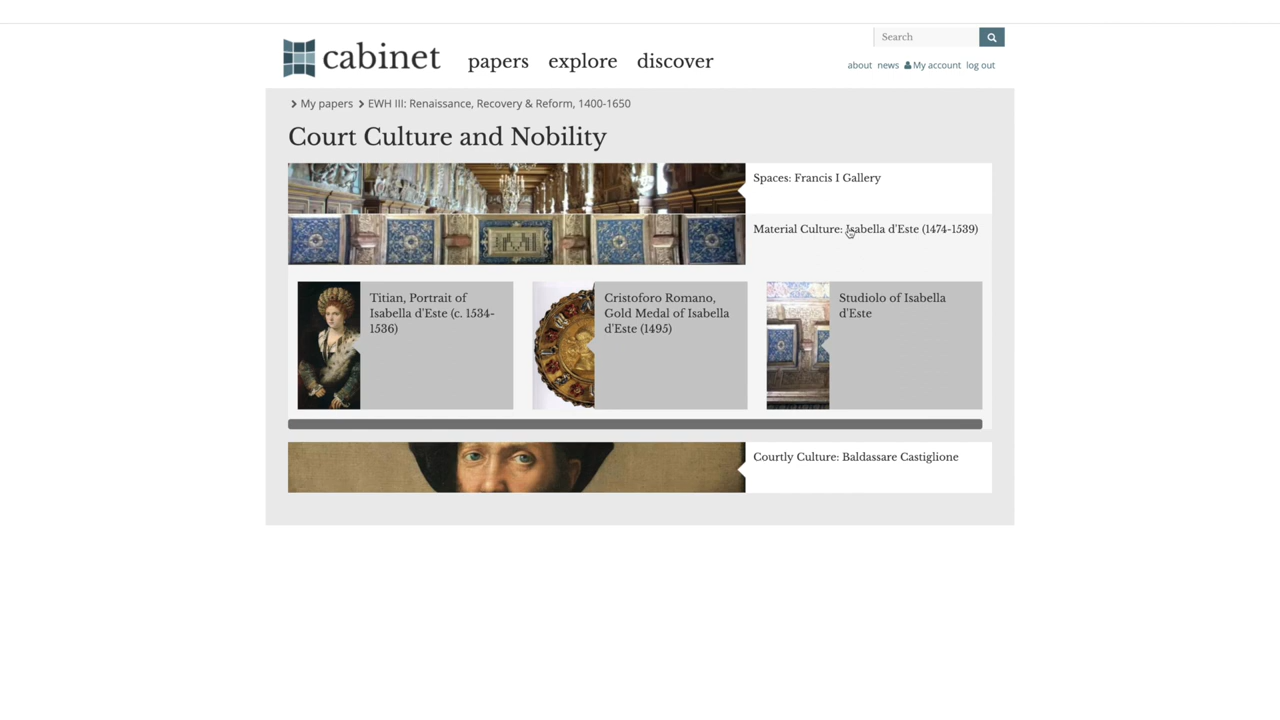 Search
cabinet
papers explore discover
about news My account log out
My papers EWH III: Renaissance, Recovery & Reform, 1400-1650
Court Culture and Nobility
Spaces: Francis I Gallery
Material Culture: Isabella d'Este (1474-1539)
Titian, Portrait of
Isabella d'Este (c. 1534-
1536)
Cristoforo Romano,
Gold Medal of Isabella
d'Este (1495)
Studiolo of Isabella
d'Este
Courtly Culture: Baldassare Castiglione